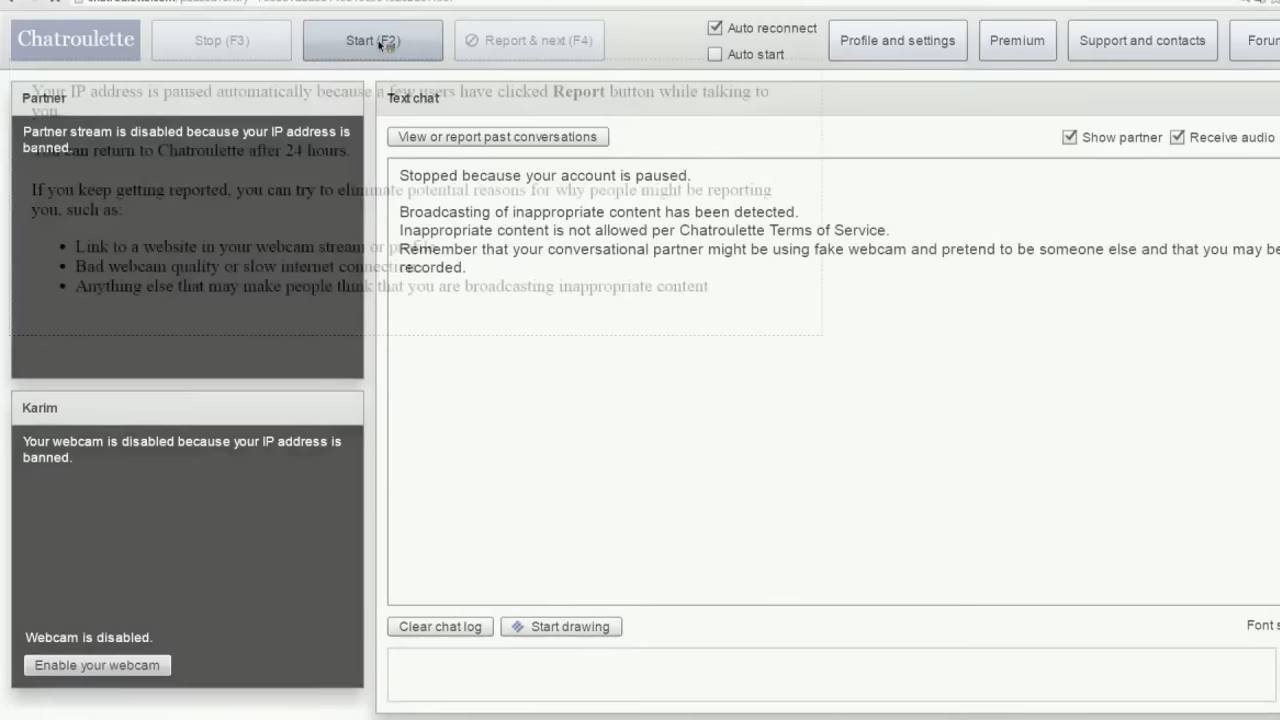 Chatroulette
Stop (F3)
Start (F2)
Report & next (F4)
Auto reconnect
Auto start
Profile and settings
Premium
Support and contacts
Your IP address is paused automatically because a few users have clicked Report button while talking to
you.
You can return to Chatroulette after 24 hours.
If you keep getting reported, you can try to eliminate potential reasons for why people might be reporting
you, such as:
Link to a website in your webcam stream or
Bad webcam quality or slow internet
Anything else that may make people think that you are broadcasting inappropriate content
Partner
Partner stream is disabled because your IP address is
banned.
Karim
Your webcam is disabled because your IP address is
banned.
Webcam is disabled.
Enable your webcam
Text chat
View or report past conversations
Show partner
Receive audio
Stopped because your account is paused.
Broadcasting of inappropriate content has been detected.
Inappropriate content is not allowed per Chatroulette Terms of Service.
Remember that your conversational partner might be using fake webcam and pretend to be someone else and that you may be
recorded.
Clear chat log
Start drawing
Font